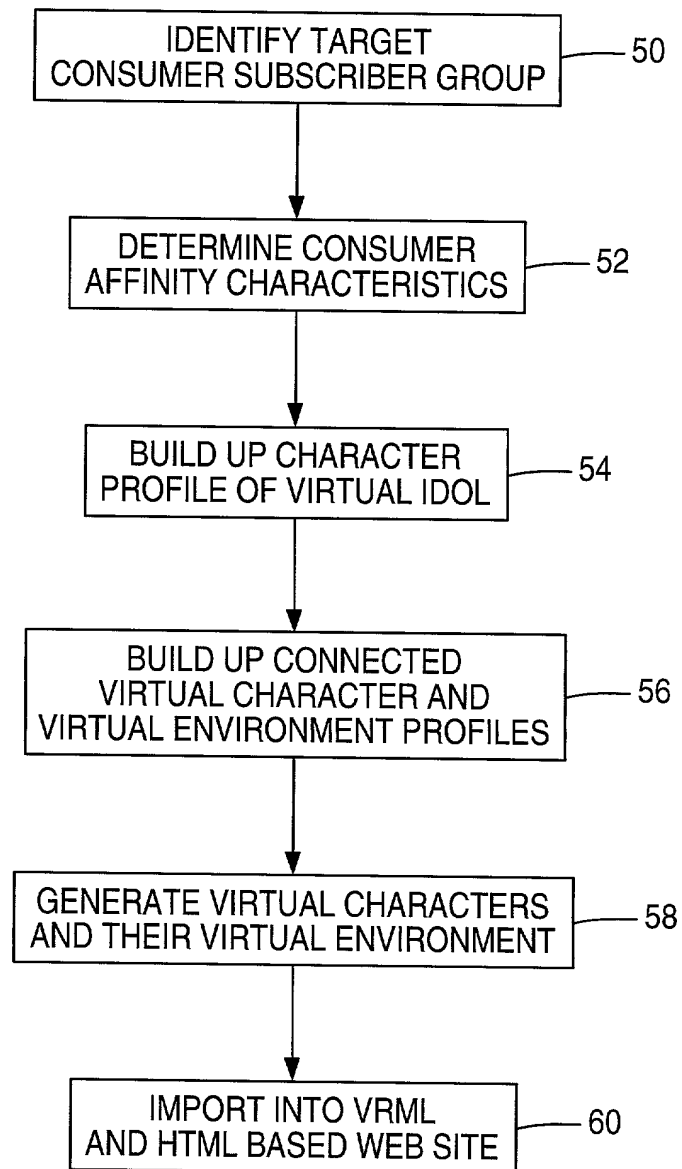 IDENTIFY TARGET
CONSUMER SUBSCRIBER GROUP
50
DETERMINE CONSUMER
AFFINITY CHARACTERISTICS
52
BUILD UP CHARACTER
PROFILE OF VIRTUAL IDOL
54
BUILD UP CONNECTED
VIRTUAL CHARACTER AND
VIRTUAL ENVIRONMENT PROFILES
56
GENERATE VIRTUAL CHARACTERS
AND THEIR VIRTUAL ENVIRONMENT
58
IMPORT INTO VRML
AND HTML BASED WEB SITE
60